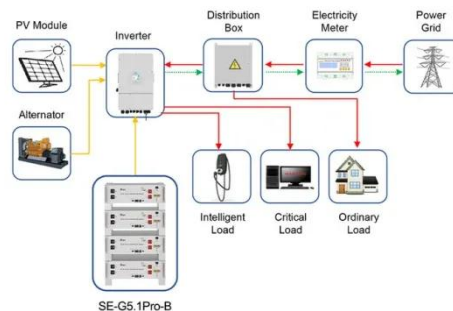 PV Module
Inverter
Distribution
Box
Electricity
Meter
Power
Grid
Alternator
Intelligent
Load
Critical
Load
Ordinary
Load
SE-G5.1Pro-B